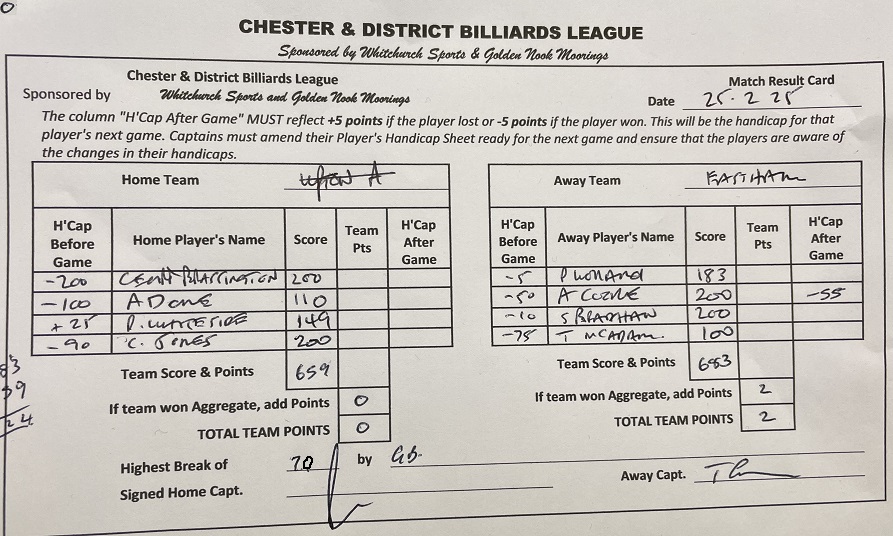 CHESTER & DISTRICT BILLIARDS LEAGUE
Sponsored by Whitchurch Sports & Golden Nook Moorings
Chester & District Billiards League
Match Result Card
Sponsored by Whitchurch Sports and Golden Nook Moorings
Date 25.2 25
The column "H'Cap After Game" MUST reflect +5 points if the player lost or -5 points if the player won. This will be the handicap for that
player's next game. Captains must amend their Player's Handicap Sheet ready for the next game and ensure that the players are aware of
the changes in their handicaps.
Home Team UPTON A
Away Team EASTHAM
H'Cap Before Game Home Player's Name Score Team Pts H'Cap After Game
H'Cap Before Game Away Player's Name Score Team Pts H'Cap After Game
-200 BRASSINGTON 200
-100 A DONE 110
+25 D. WHITESIDE 149
-90 C. JONES 200
-5 183
-50 A 200 -55
-10 S BRADSHAW 200
-75 T MCADAM. 100
Team Score & Points 659
Team Score & Points 683
If team won Aggregate, add Points 0
If team won Aggregate, add Points 2
TOTAL TEAM POINTS 0
TOTAL TEAM POINTS 2
Highest Break of 70 by G.B.
Signed Home Capt.
Away Capt.